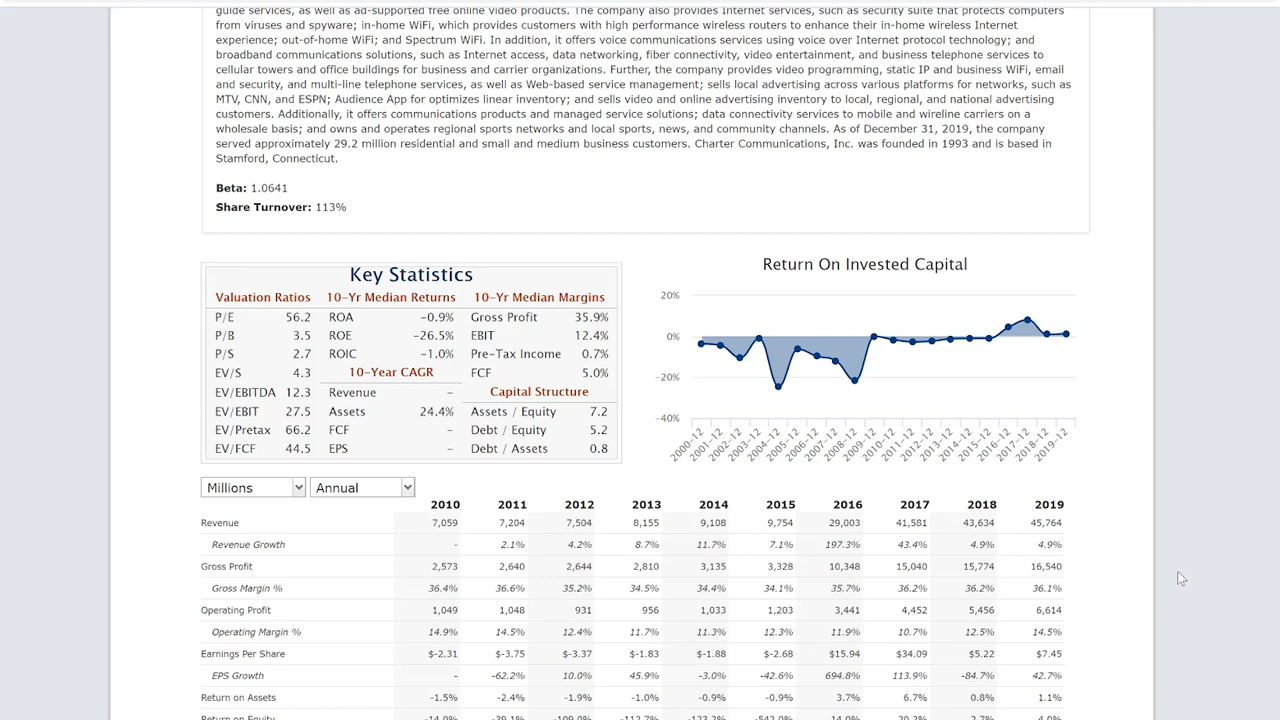 guide services, as well as ad-supported free online video products. The company also provides Internet services, such as security suite that protects computers
from viruses and spyware; in-home WiFi, which provides customers with high performance wireless routers to enhance their in-home wireless Internet
experience; out-of-home WiFi; and Spectrum WiFi. In addition, it offers voice communications services using voice over Internet protocol technology; and
broadband communications solutions, such as Internet access, data networking, fiber connectivity, video entertainment, and business telephone services to
cellular towers and office buildings for business and carrier organizations. Further, the company provides video programming, static IP and business WiFi, email
and security, and multi-line telephone services, as well as Web-based service management; sells local advertising across various platforms for networks, such as
MTV, CNN, and ESPN; Audience App for optimizes linear inventory; and sells video and online advertising inventory to local, regional, and national advertising
customers. Additionally, it offers communications products and managed service solutions; data connectivity services to mobile and wireline carriers on a
wholesale basis; and owns and operates regional sports networks and local sports, news, and community channels. As of December 31, 2019, the company
served approximately 29.2 million residential and small and medium business customers. Charter Communications, Inc. was founded in 1993 and is based in
Stamford, Connecticut.
Beta: 1.0641
Share Turnover: 113%
Key Statistics
Valuation Ratios 10-Yr Median Returns 10-Yr Median Margins
P/E 56.2 ROA -0.9% Gross Profit 35.9%
P/B 3.5 ROE -26.5% EBIT 12.4%
P/S 2.7 ROIC -1.0% Pre-Tax Income 0.7%
EV/S 4.3 10-Year CAGR FCF 5.0%
EV/EBITDA 12.3 Revenue – Capital Structure
EV/EBIT 27.5 Assets 24.4% Assets / Equity 7.2
EV/Pretax 66.2 FCF – Debt / Equity 5.2
EV/FCF 44.5 EPS – Debt / Assets 0.8
Return On Invested Capital
20%
0%
-20%
-40%
2000-12 2001-12 2002-12 2003-12 2004-12 2005-12 2006-12 2007-12 2008-12 2009-12 2010-12 2011-12 2012-12 2013-12 2014-12 2015-12 2016-12 2017-12 2018-12 2019-12
Millions Annual
2010 2011 2012 2013 2014 2015 2016 2017 2018 2019
Revenue 7,059 7,204 7,504 8,155 9,108 9,754 29,003 41,581 43,634 45,764
Revenue Growth - 2.1% 4.2% 8.7% 11.7% 7.1% 197.3% 43.4% 4.9% 4.9%
Gross Profit 2,573 2,640 2,644 2,810 3,135 3,328 10,348 15,040 15,774 16,540
Gross Margin % 36.4% 36.6% 35.2% 34.5% 34.4% 34.1% 35.7% 36.2% 36.2% 36.1%
Operating Profit 1,049 1,048 931 956 1,033 1,203 3,441 4,452 5,456 6,614
Operating Margin % 14.9% 14.5% 12.4% 11.7% 11.3% 12.3% 11.9% 10.7% 12.5% 14.5%
Earnings Per Share $-2.31 $-3.75 $-3.37 $-1.83 $-1.88 $-2.68 $15.94 $34.09 $5.22 $7.45
EPS Growth - -62.2% 10.0% 45.9% -3.0% -42.6% 694.8% 113.9% -84.7% 42.7%
Return on Assets -1.5% -2.4% -1.9% -1.0% -0.9% -0.9% 3.7% 6.7% 0.8% 1.1%
Return on Equity -14.0% -39.1% -109.0% -112.7% -123.2% -542.0% 14.0% 20.2% 2.7% 4.0%